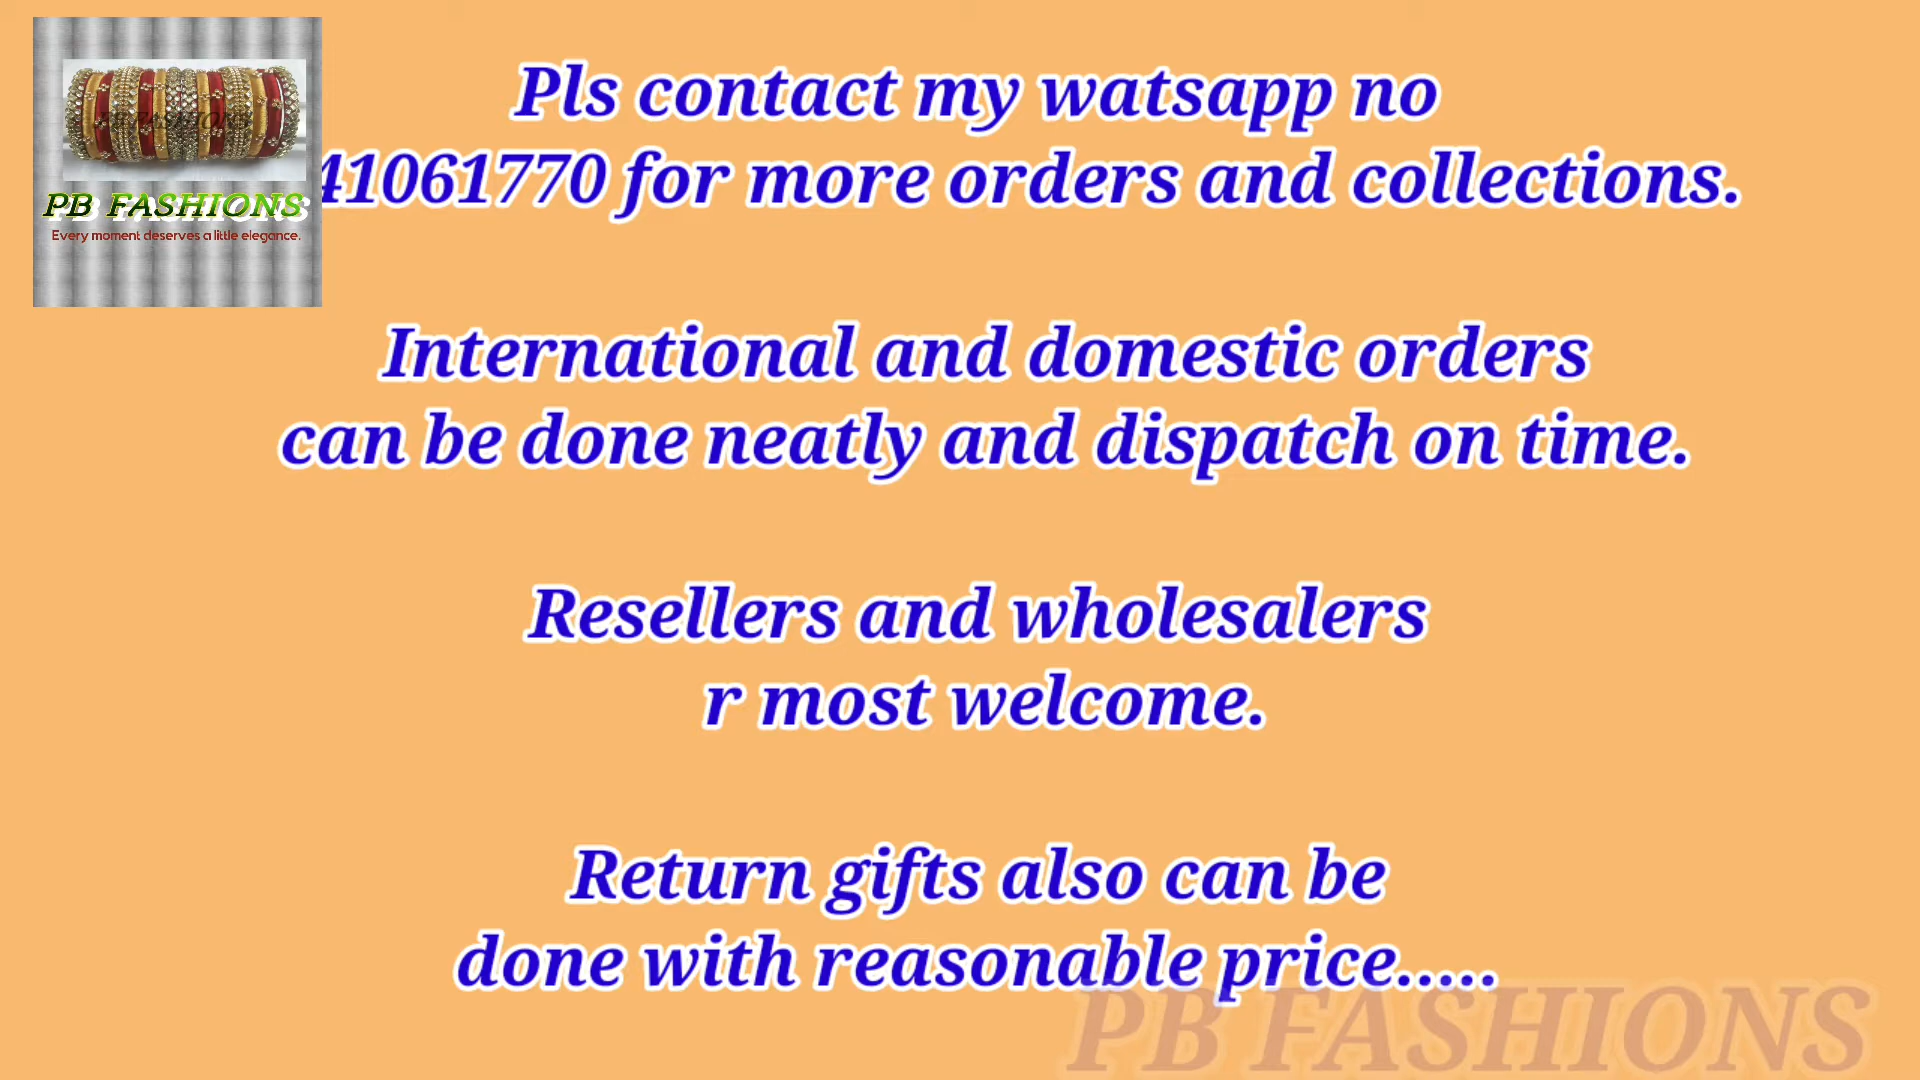 Pls contact my watsapp no
41061770 for more orders and collections.
PB FASHIONS
Every moment deserves a little elegance.
International and domestic orders
can be done neatly and dispatch on time.
Resellers and wholesalers
r most welcome.
Return gifts also can be
done with reasonable price.....
PB FASHIONS